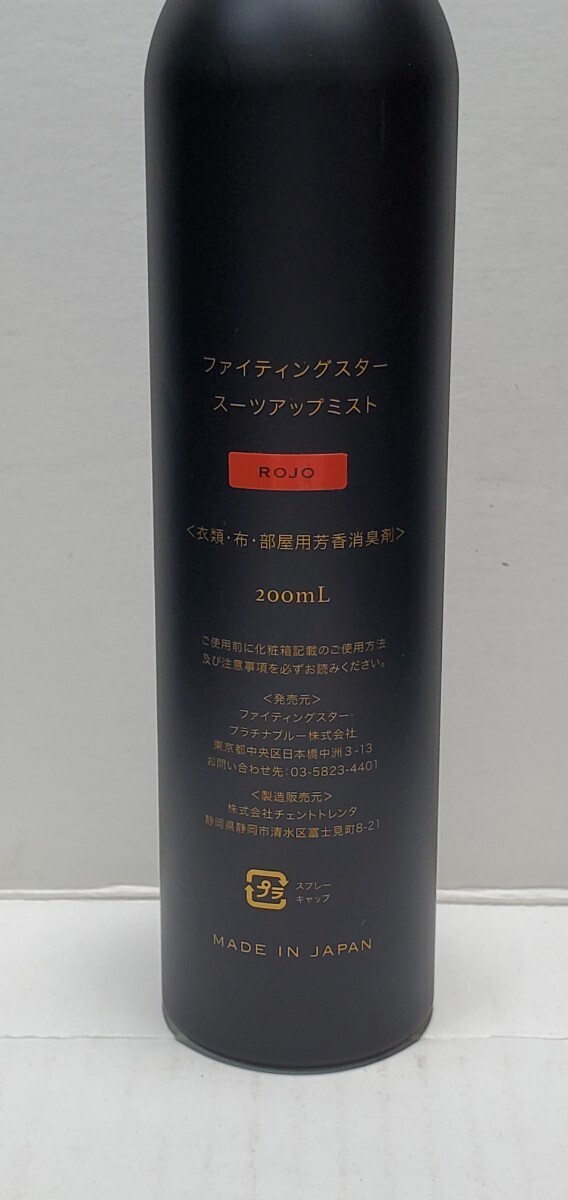 ファイティングスター
スーツアップミスト
ROJO
<衣類・布・部屋用芳香消臭剤>
200mL
ご使用前に化粧箱記載のご使用方法
及び注意事項を必ずお読みください。
<発売元>
ファイティングスター
プラチナブルー株式会社
東京都中央区日本橋中洲3-13
お問い合わせ先:03-5823-4401
<製造販売元>
株式会社チェントトレンタ
静岡県静岡市清水区冨士見町8-21
プラ
スプレー
キャップ
MADE IN JAPAN